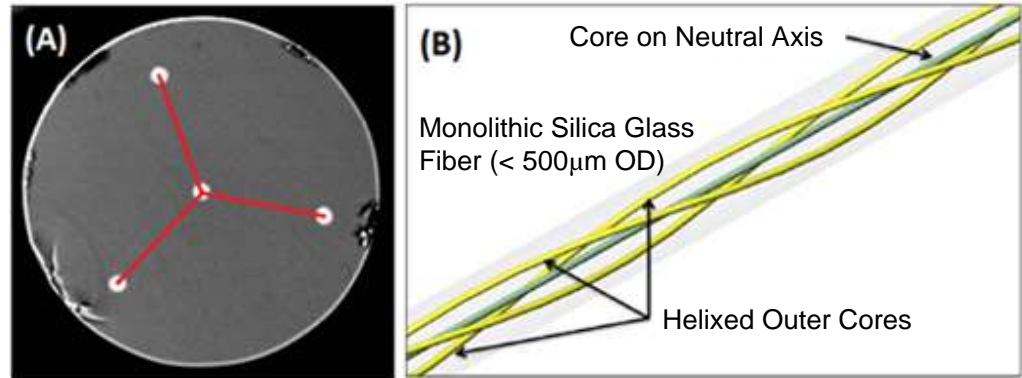 (A)
(B)
Core on Neutral Axis
Monolithic Silica Glass
Fiber (< 500μm OD)
Helixed Outer Cores